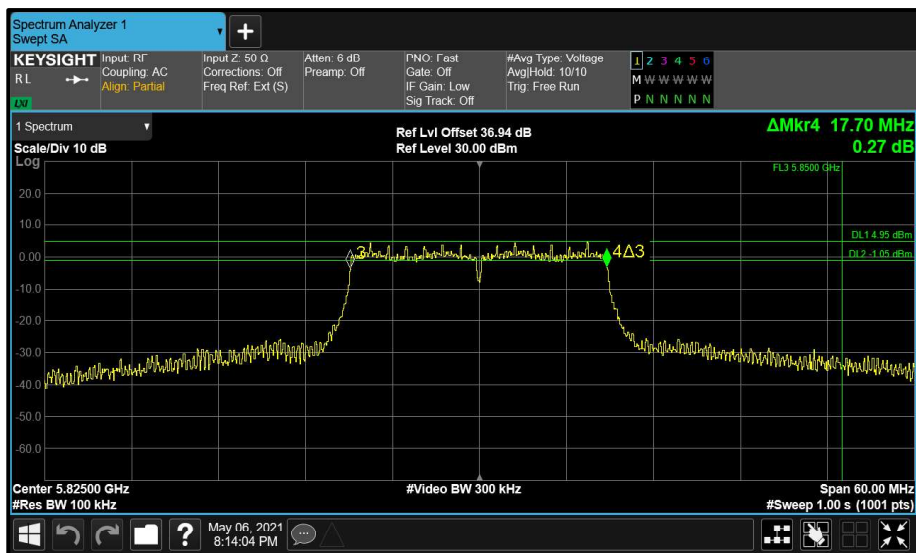 Spectrum Analyzer 1
Swept SA
KEYSIGHT
RL
LXI
Input: RF
Coupling: AC
Align: Partial
Input Z: 50 Ω
Corrections: Off
Freq Ref: Ext (S)
Atten: 6 dB
Preamp: Off
PNO: Fast
Gate: Off
IF Gain: Low
Sig Track: Off
#Avg Type: Voltage
Avg|Hold: 10/10
Trig: Free Run
1 2 3 4 5 6
M W W W W W
P N N N N N
1 Spectrum
Scale/Div 10 dB
Ref Lvl Offset 36.94 dB
Ref Level 30.00 dBm
ΔMkr4 17.70 MHz
0.27 dB
Log
FL3 5.8500 GHz
20.0
10.0
DL1 4.95 dBm
3
4Δ3
0.00
DL2 -1.05 dBm
-10.0
-20.0
-30.0
-40.0
-50.0
-60.0
Center 5.82500 GHz
#Video BW 300 kHz
Span 60.00 MHz
#Res BW 100 kHz
#Sweep 1.00 s (1001 pts)
?
May 06, 2021
8:14:04 PM